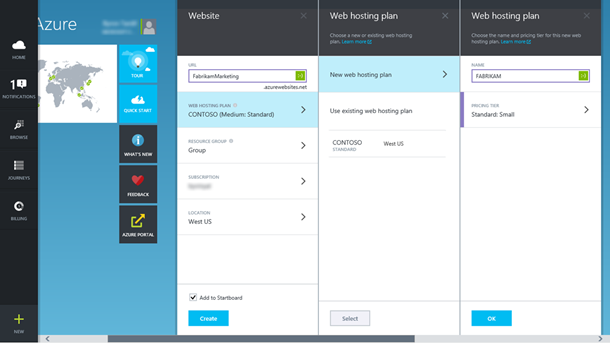 Azure
HOME
1
NOTIFICATIONS
BROWSE
JOURNEYS
BILLING
NEW
TOUR
QUICK START
WHAT'S NEW
FEEDBACK
AZURE PORTAL
Website
URL
FabrikamMarketing
.azurewebsites.net
WEB HOSTING PLAN
CONTOSO (Medium: Standard)
RESOURCE GROUP
Group
SUBSCRIPTION
LOCATION
West US
Add to Startboard
Create
Web hosting plan
Choose a new or existing web hosting
plan. Learn more
New web hosting plan
Use existing web hosting plan
CONTOSO West US
STANDARD
Select
Web hosting plan
Choose the name and pricing tier for this new web
hosting plan. Learn more
NAME
FABRIKAM
PRICING TIER
Standard: Small
OK